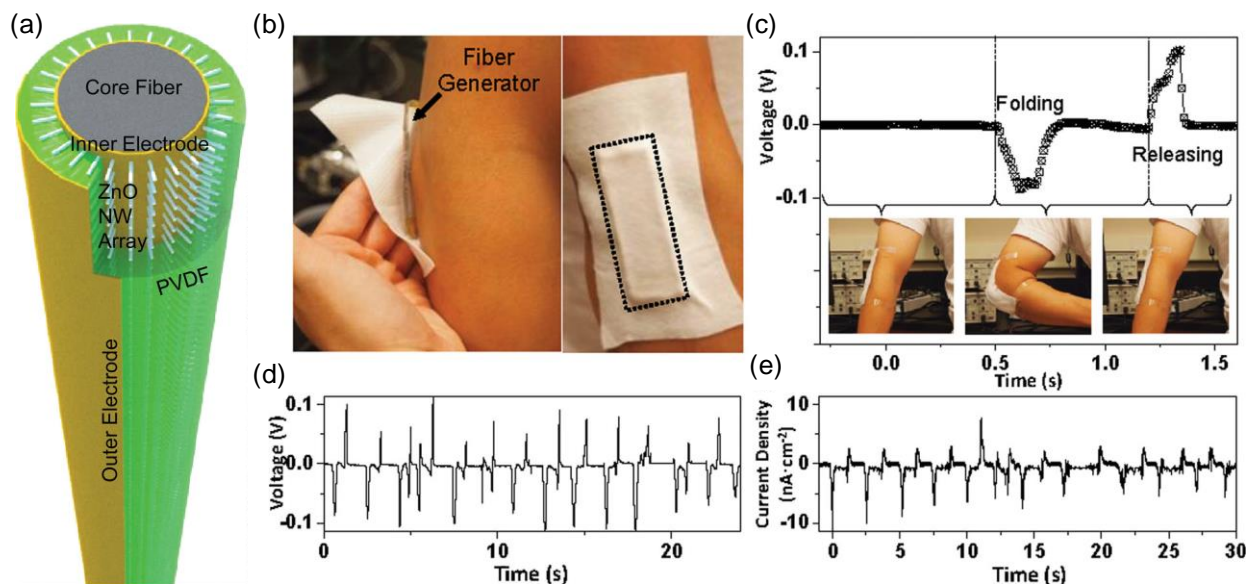 (a)
Core Fiber
Inner Electrode
ZnO
NW
Array
PVDF
Outer Electrode
(b)
Fiber
Generator
(c)
Voltage (V)
0.1
0.0
-0.1
Folding
Releasing
0.0 0.5 1.0 1.5
Time (s)
(d)
Voltage (V)
0.1
0.0
-0.1
0 10 20
Time (s)
(e)
Current Density
(nA·cm-2)
10
0
-10
0 5 10 15 20 25 30
Time (s)